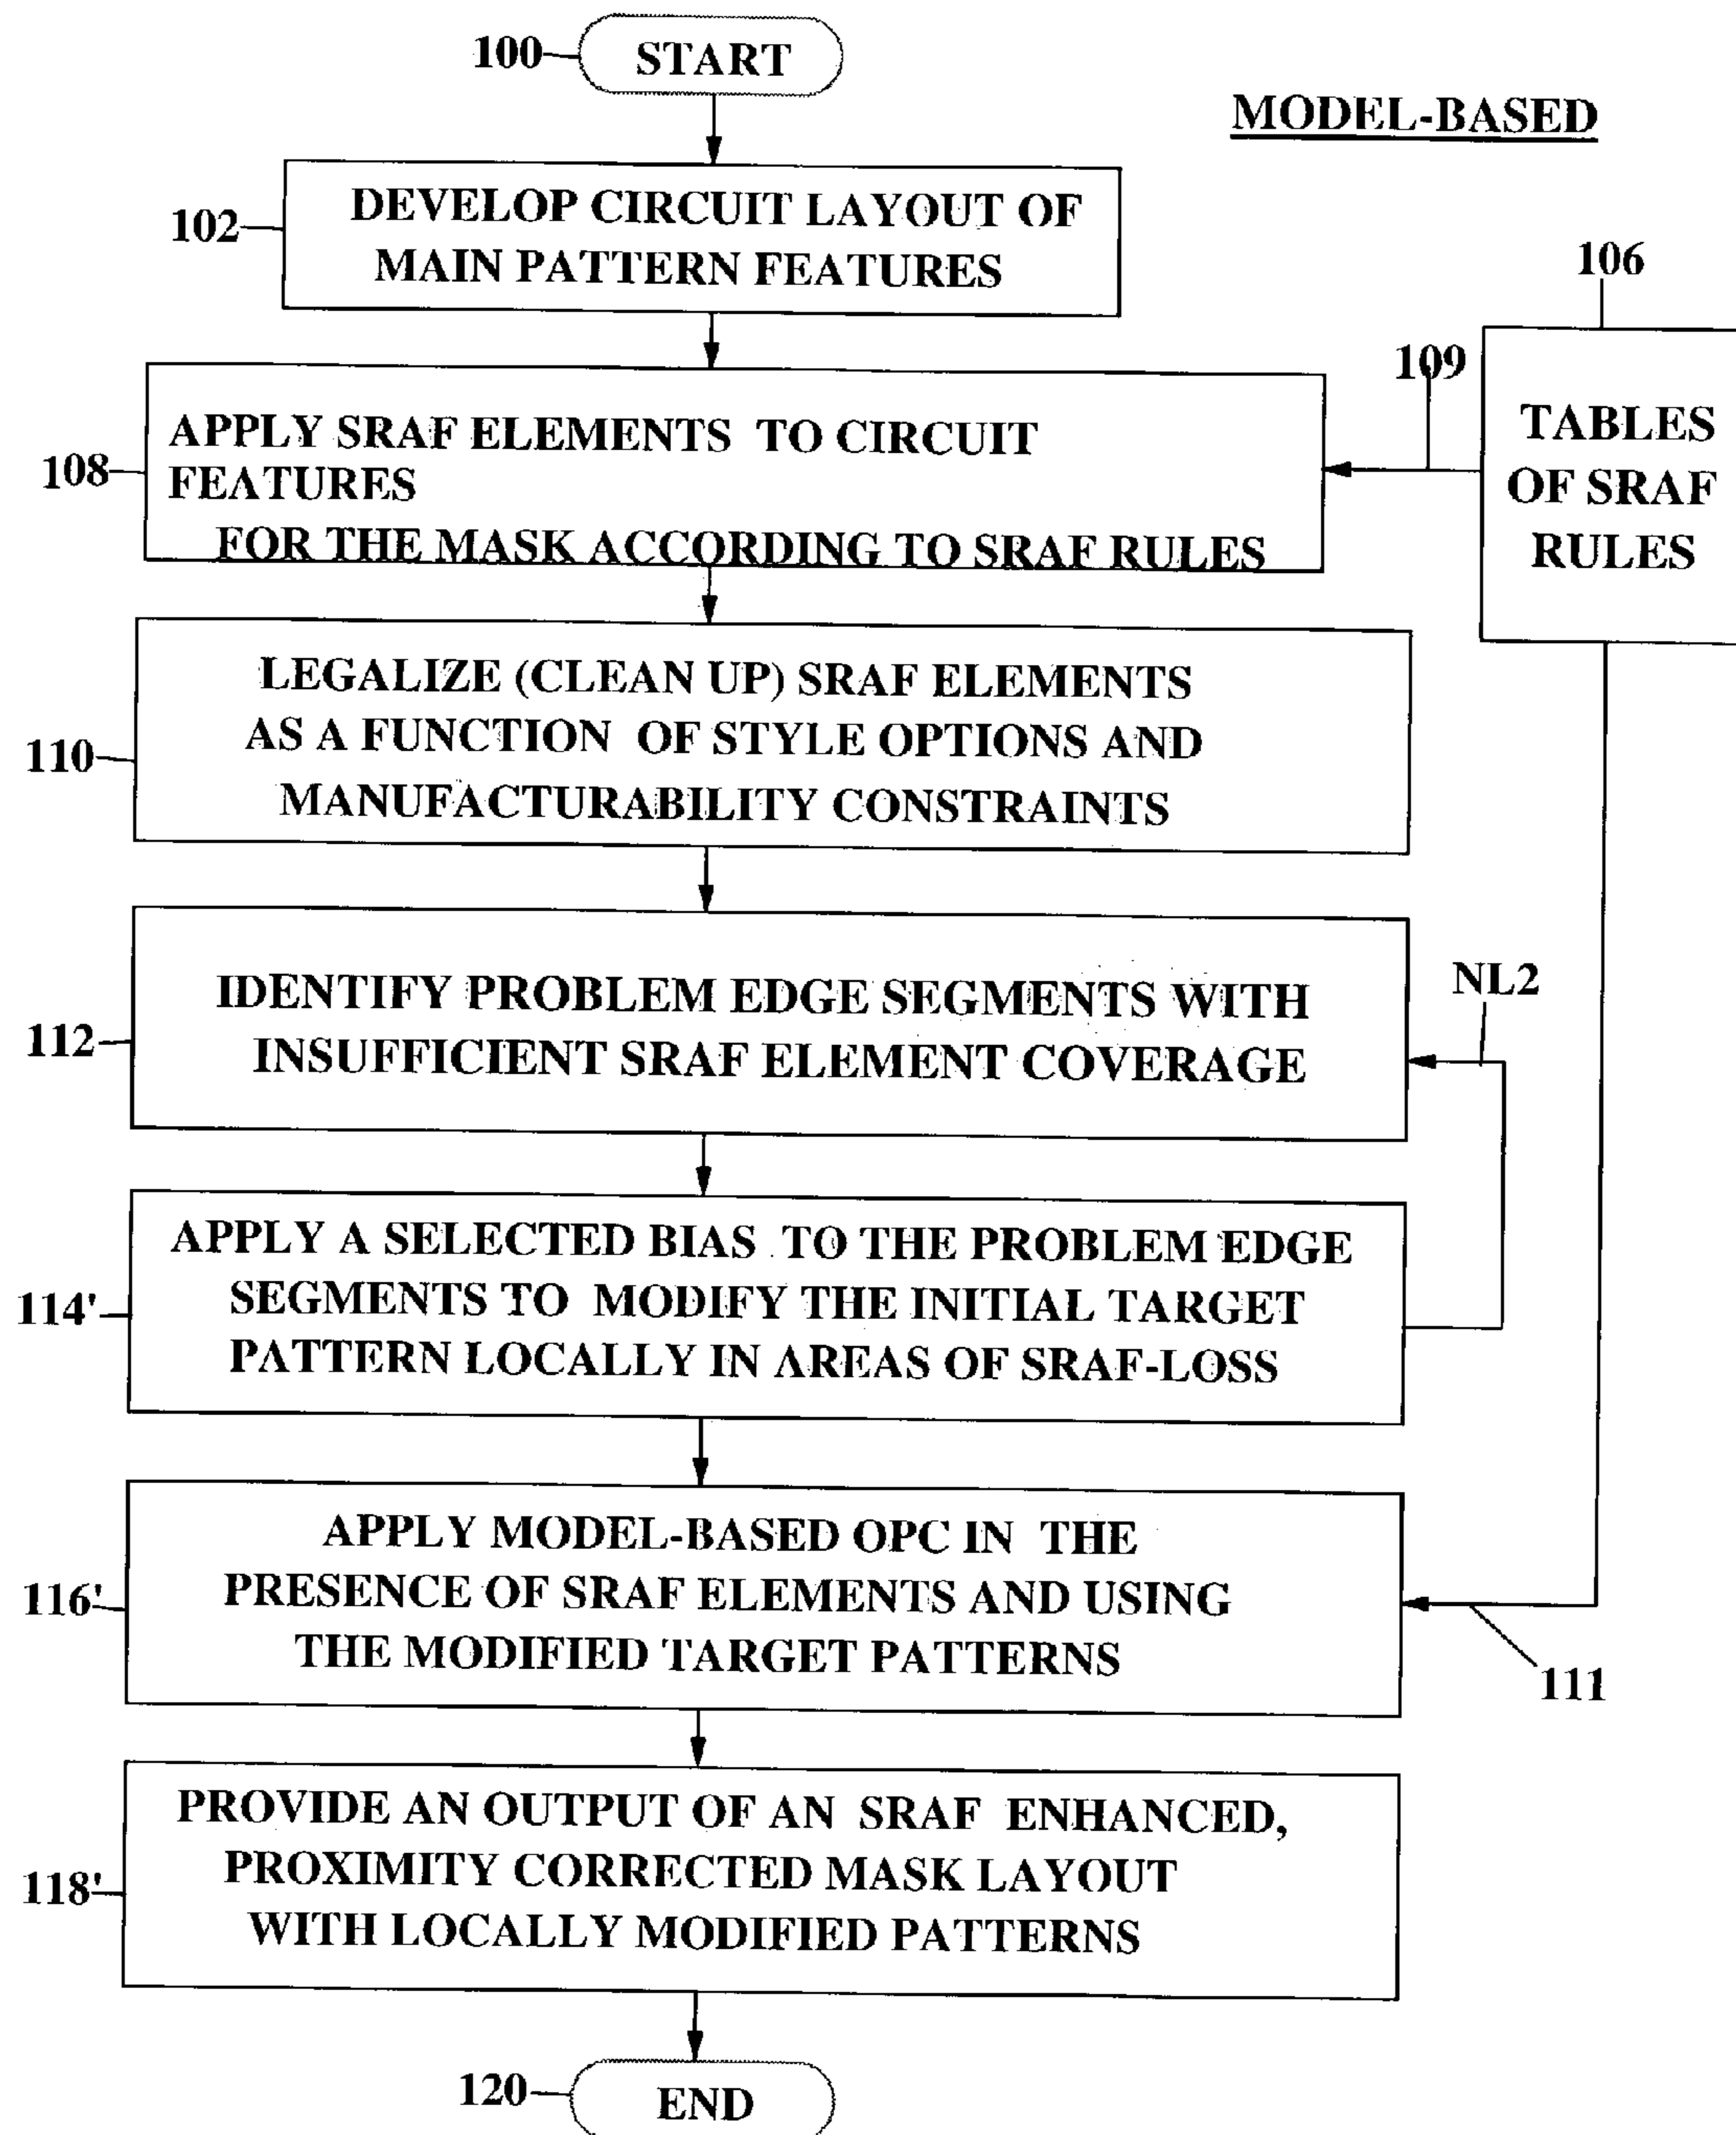 100
START
MODEL-BASED
102
DEVELOP CIRCUIT LAYOUT OF
MAIN PATTERN FEATURES
106
109
TABLES
OF SRAF
RULES
108
APPLY SRAF ELEMENTS TO CIRCUIT
FEATURES
FOR THE MASK ACCORDING TO SRAF RULES
110
LEGALIZE (CLEAN UP) SRAF ELEMENTS
AS A FUNCTION OF STYLE OPTIONS AND
MANUFACTURABILITY CONSTRAINTS
NL2
112
IDENTIFY PROBLEM EDGE SEGMENTS WITH
INSUFFICIENT SRAF ELEMENT COVERAGE
114'
APPLY A SELECTED BIAS TO THE PROBLEM EDGE
SEGMENTS TO MODIFY THE INITIAL TARGET
PATTERN LOCALLY IN AREAS OF SRAF-LOSS
116'
APPLY MODEL-BASED OPC IN THE
PRESENCE OF SRAF ELEMENTS AND USING
THE MODIFIED TARGET PATTERNS
111
118'
PROVIDE AN OUTPUT OF AN SRAF ENHANCED,
PROXIMITY CORRECTED MASK LAYOUT
WITH LOCALLY MODIFIED PATTERNS
120
END